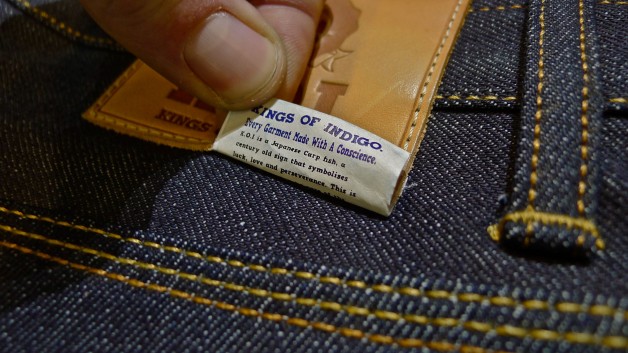 KINGS
KINGS OF INDIGO.
Every Garment Made With A Conscience.
K.O.I is a Japanese Carp fish, a
century old sign that symbolizes
luck, love and perseverance. This is